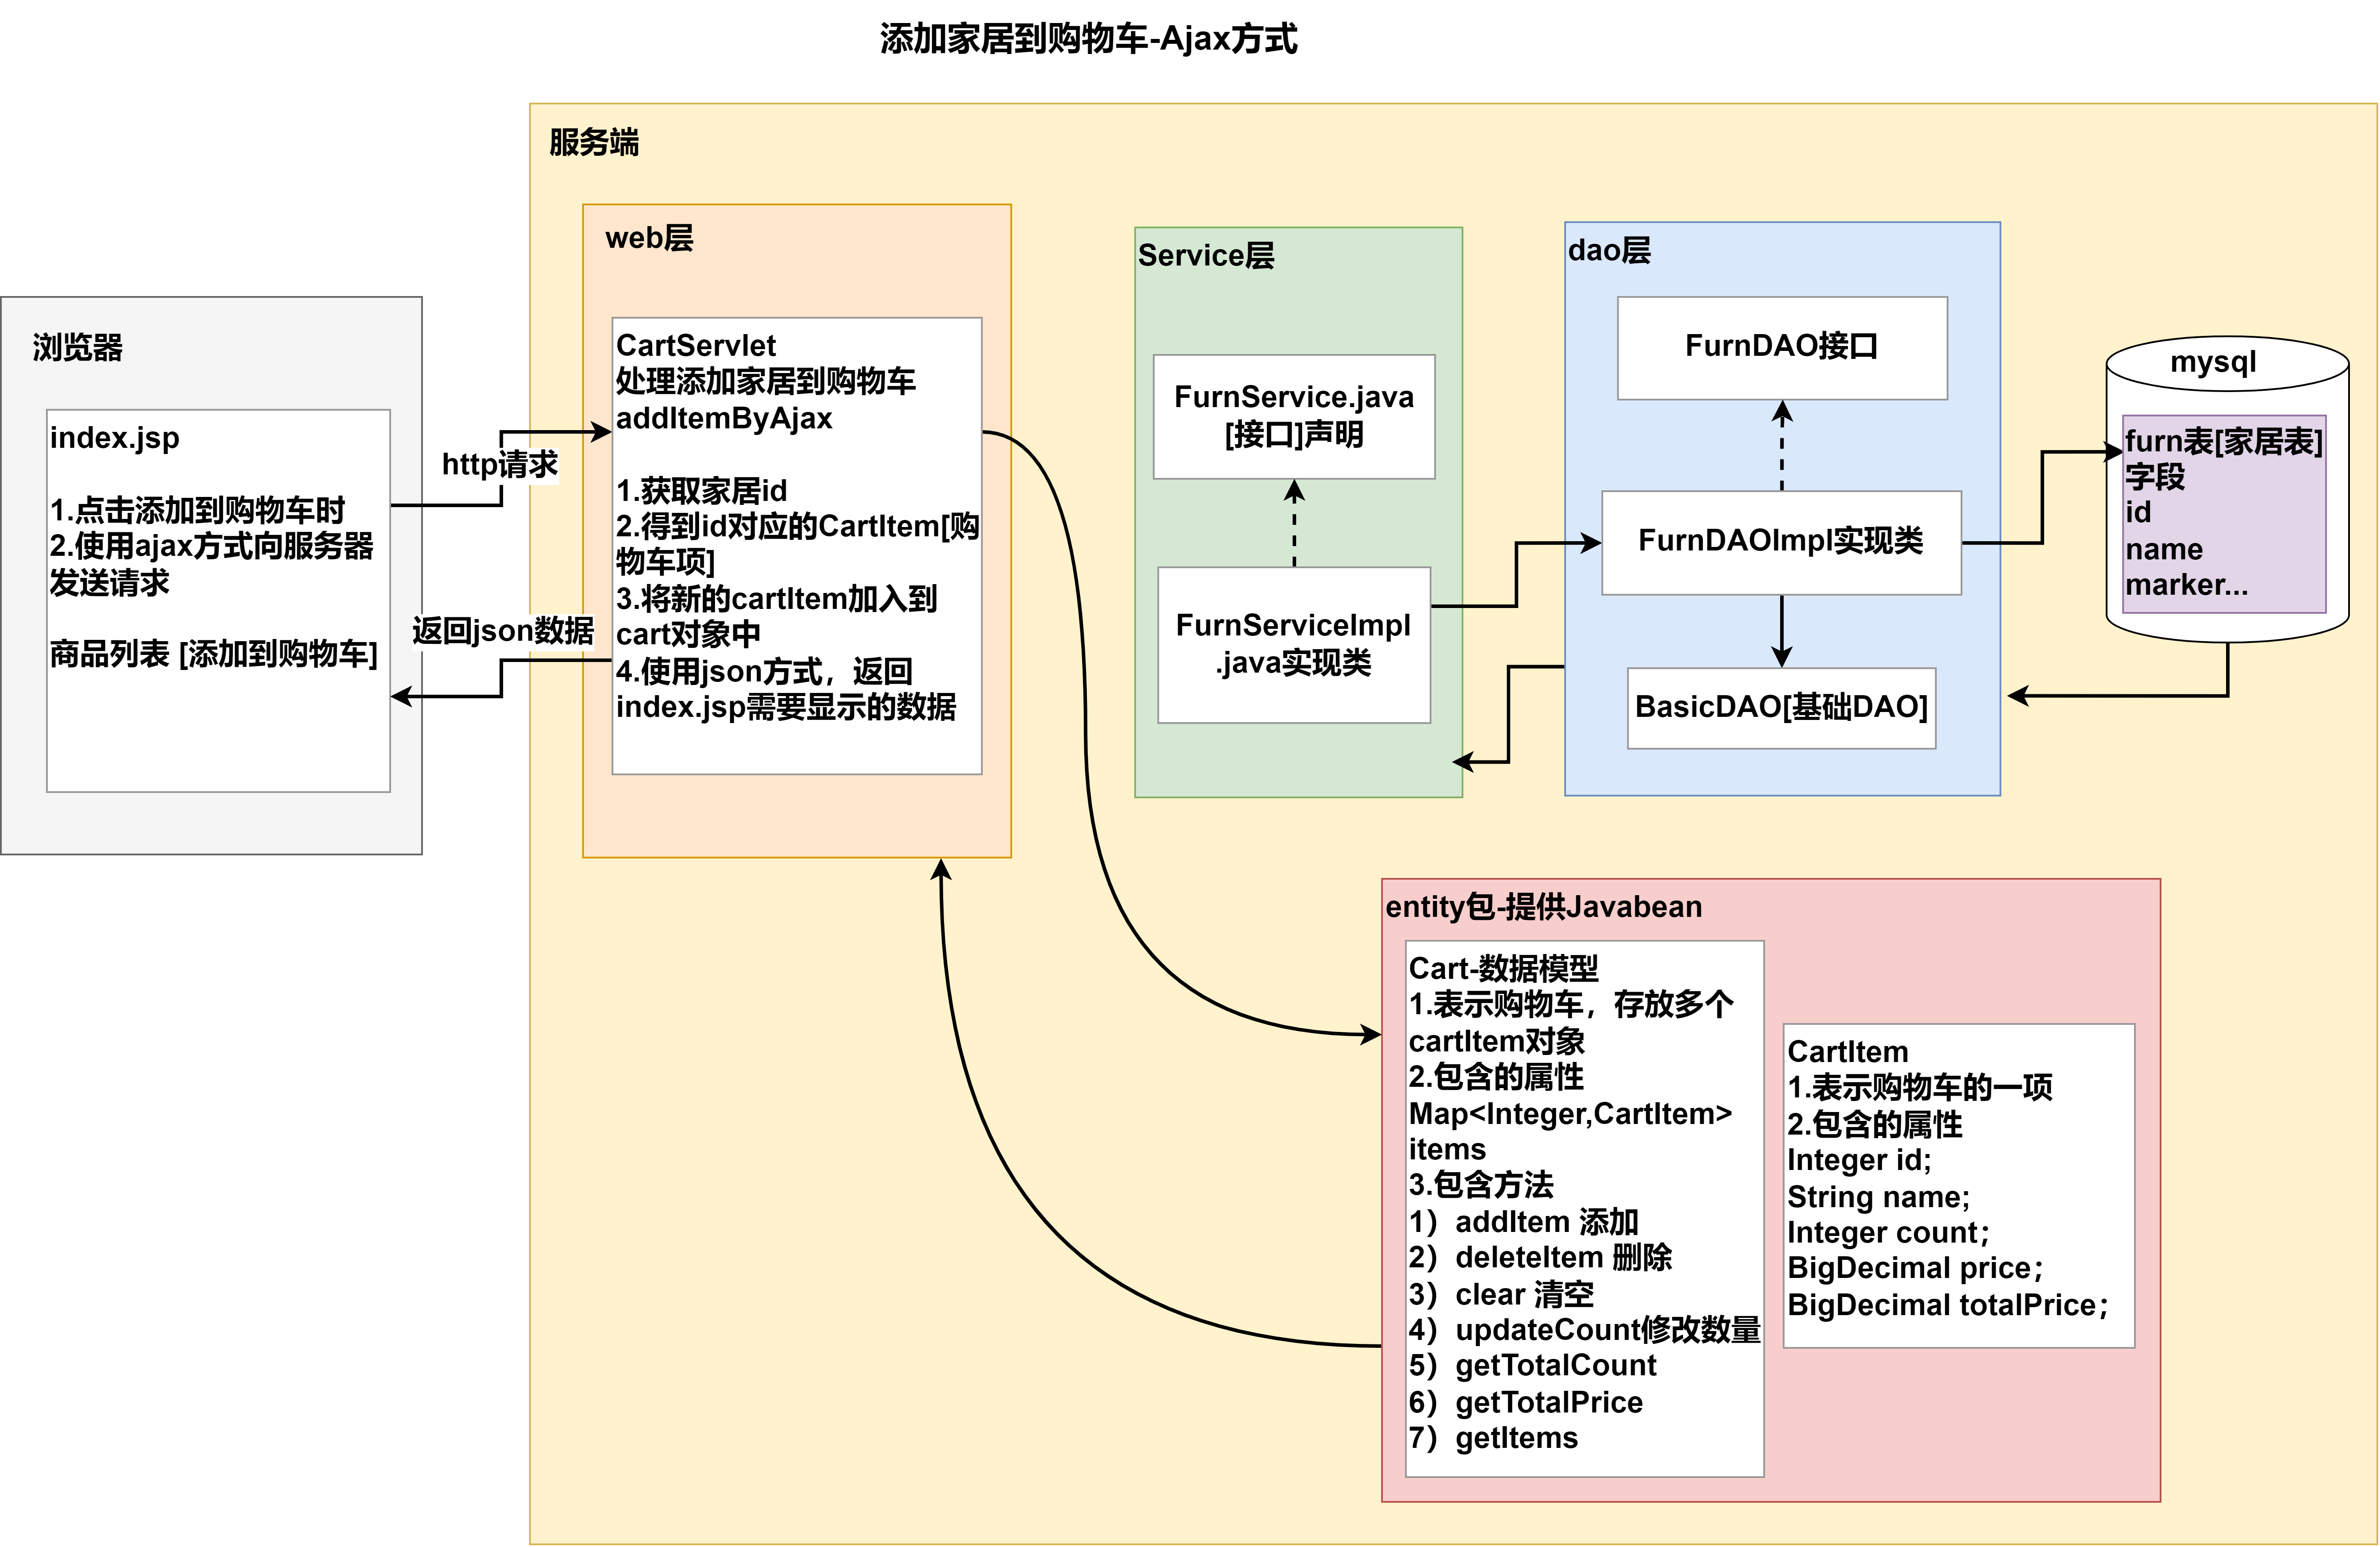 添加家居到购物车-Ajax方式
服务端
浏览器
index.jsp
1.点击添加到购物车时
2.使用ajax方式向服务器
发送请求
商品列表 [添加到购物车]
http请求
返回json数据
web层
CartServlet
处理添加家居到购物车
addItemByAjax
1.获取家居id
2.得到id对应的CartItem[购
物车项]
3.将新的cartItem加入到
cart对象中
4.使用json方式，返回
index.jsp需要显示的数据
Service层
FurnService.java
[接口]声明
FurnServiceImpl
.java实现类
dao层
FurnDAO接口
FurnDAOImpl实现类
BasicDAO[基础DAO]
mysql
furn表[家居表]
字段
id
name
marker...
entity包-提供Javabean
Cart-数据模型
1.表示购物车，存放多个
cartItem对象
2.包含的属性
Map<Integer,CartItem>
items
3.包含方法
1）addItem 添加
2）deleteItem 删除
3）clear 清空
4）updateCount修改数量
5）getTotalCount
6）getTotalPrice
7）getItems
CartItem
1.表示购物车的一项
2.包含的属性
Integer id;
String name;
Integer count；
BigDecimal price；
BigDecimal totalPrice；